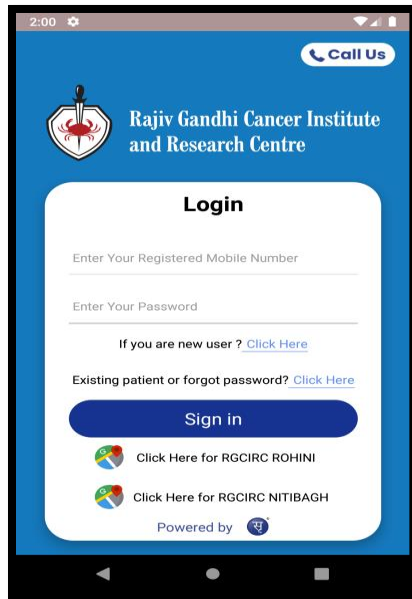 2:00
Call Us
Rajiv Gandhi Cancer Institute
and Research Centre
Login
Enter Your Registered Mobile Number
Enter Your Password
If you are new user ? Click Here
Existing patient or forgot password? Click Here
Sign in
Click Here for RGCIRC ROHINI
Click Here for RGCIRC NITIBAGH
Powered by सृ